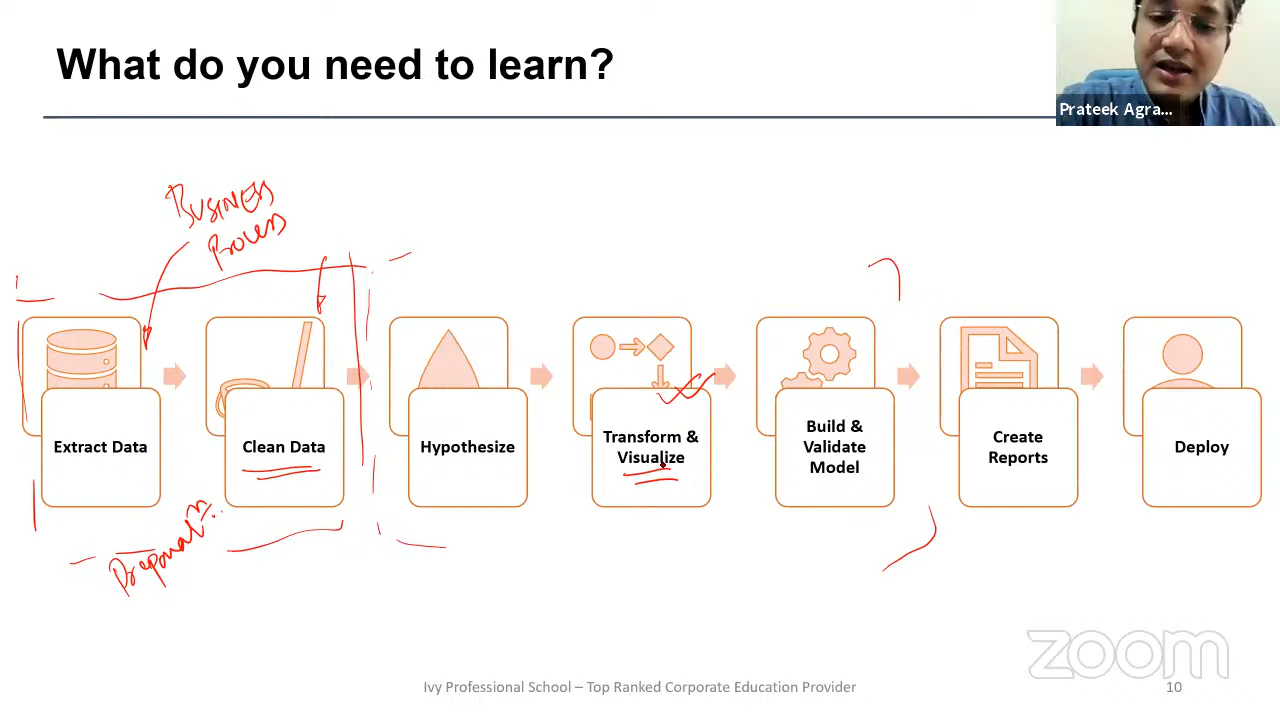 What do you need to learn?
Prateek Agra...
BUSINESS
Process
Extract Data
Clean Data
Hypothesize
Transform &
Visualize
Build &
Validate
Model
Create
Reports
Deploy
zoom
Ivy Professional School – Top Ranked Corporate Education Provider
10